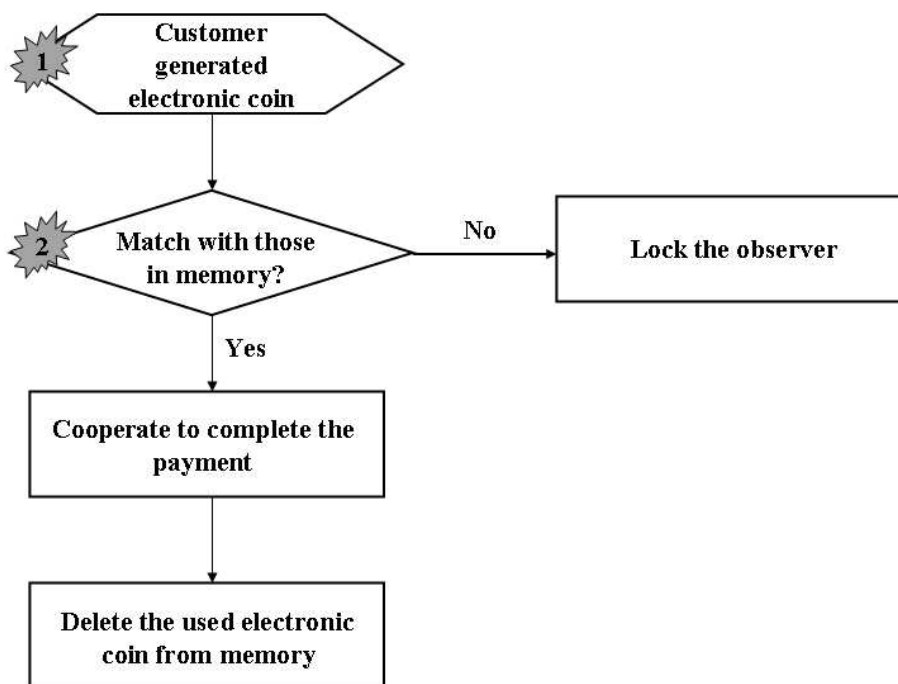 1
Customer
generated
electronic coin
2
Match with those
in memory?
No
Lock the observer
Yes
Cooperate to complete the
payment
Delete the used electronic
coin from memory